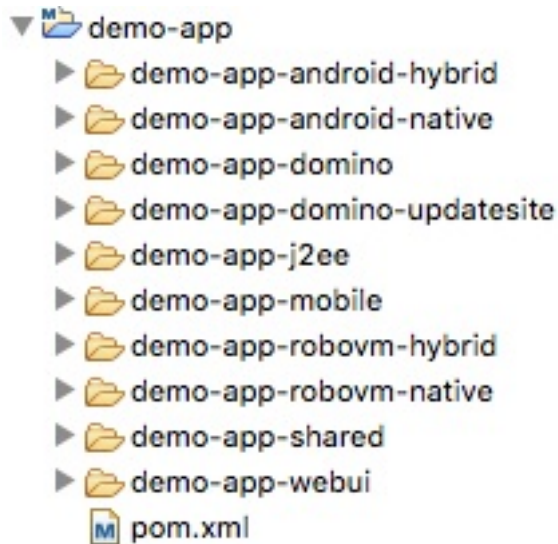 demo-app
demo-app-android-hybrid
demo-app-android-native
demo-app-domino
demo-app-domino-updatesite
demo-app-j2ee
demo-app-mobile
demo-app-robovm-hybrid
demo-app-robovm-native
demo-app-shared
demo-app-webui
pom.xml